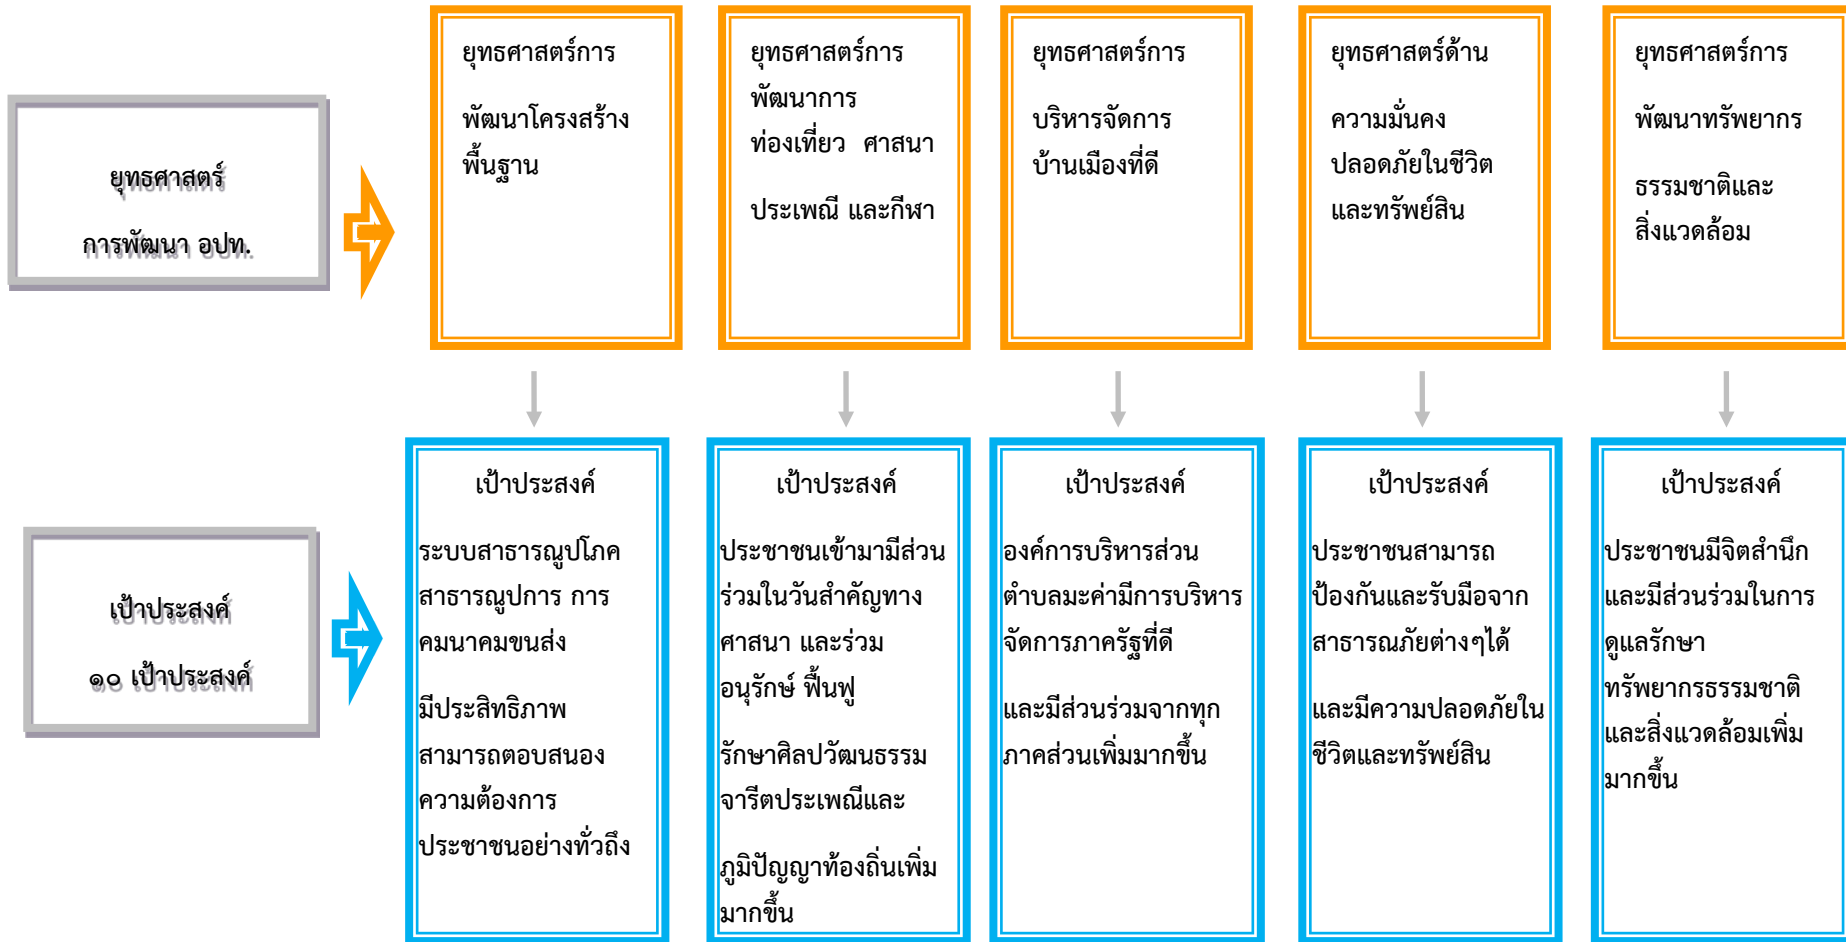 ยุทธศาสตร์
การพัฒนา อปท.
ยุทธศาสตร์การ
พัฒนาโครงสร้าง
พื้นฐาน
ยุทธศาสตร์การ
พัฒนาการ
ท่องเที่ยว ศาสนา
ประเพณี และกีฬา
ยุทธศาสตร์การ
บริหารจัดการ
บ้านเมืองที่ดี
ยุทธศาสตร์ด้าน
ความมั่นคง
ปลอดภัยในชีวิต
และทรัพย์สิน
ยุทธศาสตร์การ
พัฒนาทรัพยากร
ธรรมชาติและ
สิ่งแวดล้อม
เป้าประสงค์
๑๐ เป้าประสงค์
เป้าประสงค์
ระบบสาธารณูปโภค
สาธารณูปการ การ
คมนาคมขนส่ง
มีประสิทธิภาพ
สามารถตอบสนอง
ความต้องการ
ประชาชนอย่างทั่วถึง
เป้าประสงค์
ประชาชนเข้ามามีส่วน
ร่วมในวันสำคัญทาง
ศาสนา และร่วม
อนุรักษ์ ฟื้นฟู
รักษาศิลปวัฒนธรรม
จารีตประเพณีและ
ภูมิปัญญาท้องถิ่นเพิ่ม
มากขึ้น
เป้าประสงค์
องค์การบริหารส่วน
ตำบลมะค่ามีการบริหาร
จัดการภาครัฐที่ดี
และมีส่วนร่วมจากทุก
ภาคส่วนเพิ่มมากขึ้น
เป้าประสงค์
ประชาชนสามารถ
ป้องกันและรับมือจาก
สาธารณภัยต่างๆได้
และมีความปลอดภัยใน
ชีวิตและทรัพย์สิน
เป้าประสงค์
ประชาชนมีจิตสำนึก
และมีส่วนร่วมในการ
ดูแลรักษา
ทรัพยากรธรรมชาติ
และสิ่งแวดล้อมเพิ่ม
มากขึ้น